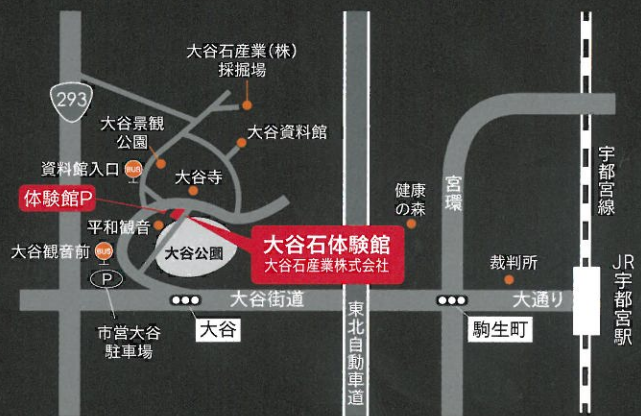 大谷石産業(株)
採掘場
293
大谷景観
公園
大谷資料館
資料館入口
BUS
大谷寺
体験館P
健康
の森
宮環
宇都宮線
平和観音
大谷公園
大谷石体験館
大谷石産業株式会社
大谷観音前
BUS
P
裁判所
JR
宇都宮駅
大谷街道
大通り
市営大谷
駐車場
大谷
東北自動車道
駒生町